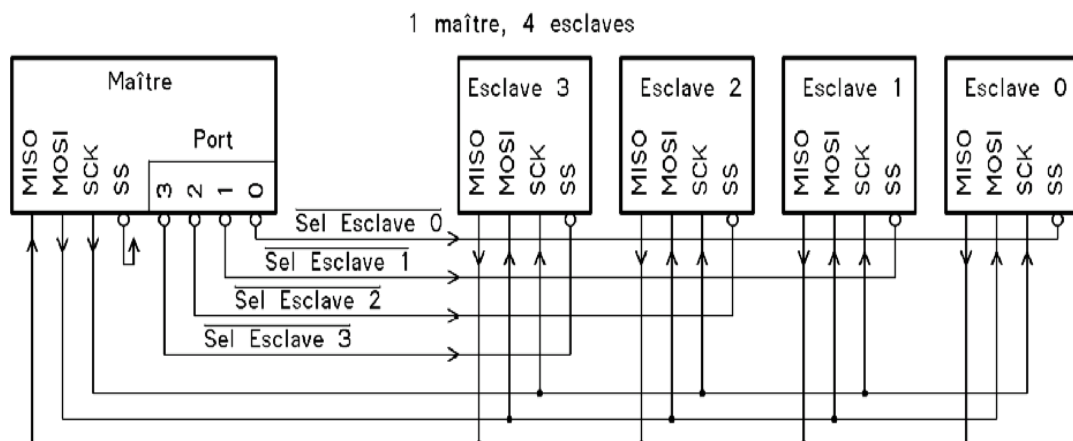 1 maître, 4 esclaves
Maître
Port
MISO
MOSI
SCK
SS
3
2
1
0
Esclave 3
MISO
MOSI
SCK
SS
Esclave 2
MISO
MOSI
SCK
SS
Esclave 1
MISO
MOSI
SCK
SS
Esclave 0
MISO
MOSI
SCK
SS
Sel Esclave 0
Sel Esclave 1
Sel Esclave 2
Sel Esclave 3